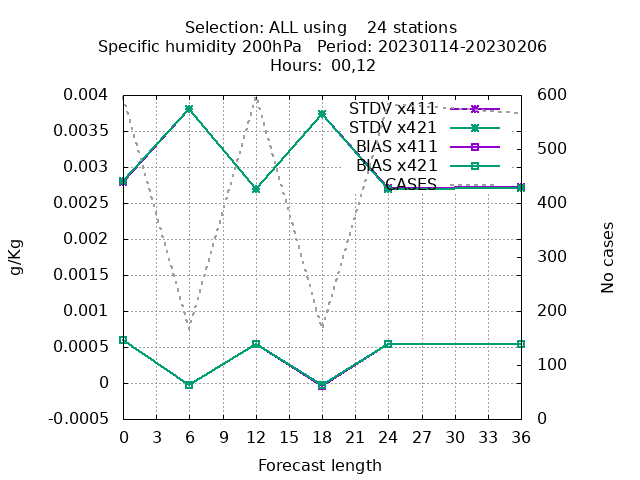 Selection: ALL using    24 stations
Specific humidity 200hPa   Period: 20230114-20230206
Hours: 00,12
0.004
0.0035
0.003
0.0025
0.002
0.0015
0.001
0.0005
0
-0.0005
g/Kg
STDV x411
STDV x421
BIAS x411
BIAS x421
CASES
600
500
400
300
200
100
0
No cases
0 3 6 9 12 15 18 21 24 27 30 33 36
Forecast length